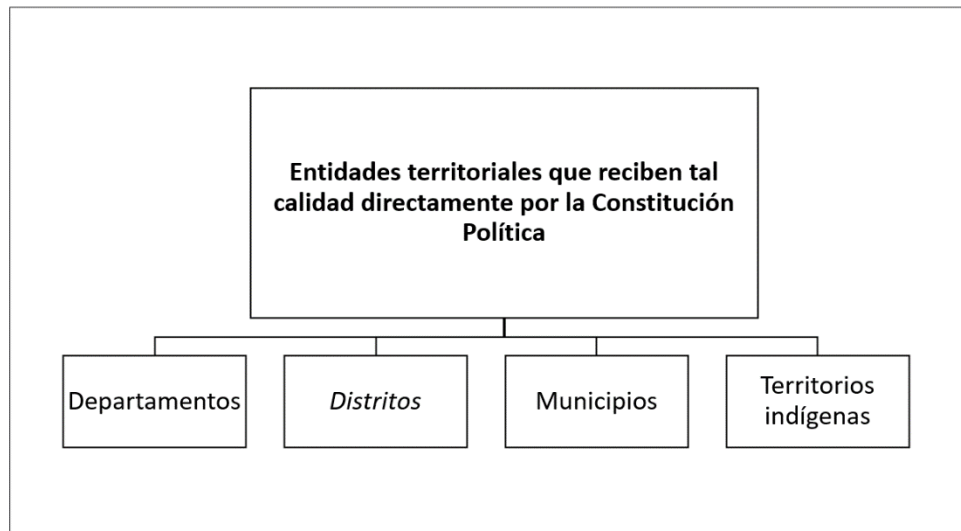 Entidades territoriales que reciben tal
calidad directamente por la Constitución
Política
Departamentos
Distritos
Municipios
Territorios
indígenas